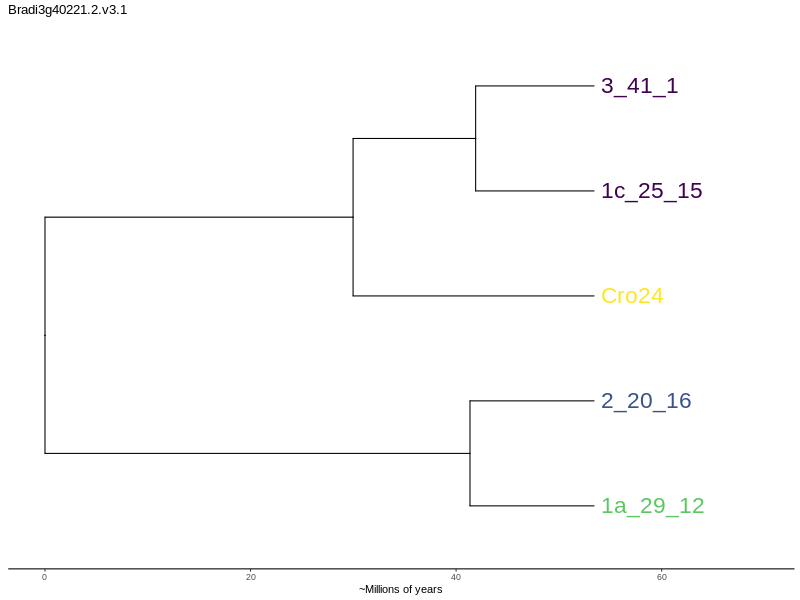 Bradi3g40221.2.v3.1
3_41_1
1c_25_15
Cro24
2_20_16
1a_29_12
0 20 40 60
~Millions of years